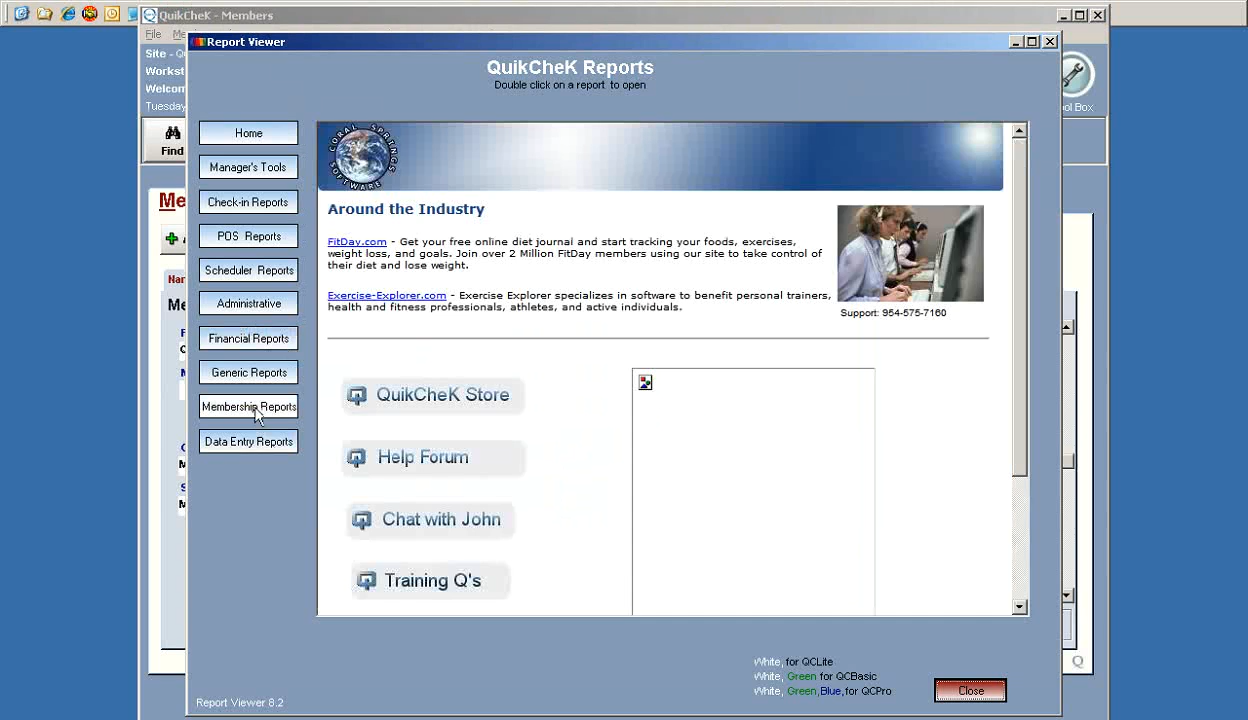 QuikCheK - Members
File
Site -
Workst
Welcom
Tuesday
Find
Report Viewer
QuikCheK Reports
Double click on a report to open
Home
Manager's Tools
Check-in Reports
POS Reports
Scheduler Reports
Administrative
Financial Reports
Generic Reports
Membership Reports
Data Entry Reports
CORAL SPRINGS
SOFTWARE
Around the Industry
FitDay.com - Get your free online diet journal and start tracking your foods, exercises,
weight loss, and goals. Join over 2 Million FitDay members using our site to take control of
their diet and lose weight.
Exercise-Explorer.com - Exercise Explorer specializes in software to benefit personal trainers,
health and fitness professionals, athletes, and active individuals.
Support: 954-575-7160
QuikCheK Store
Help Forum
Chat with John
Training Q's
White, for QCLite
White, Green for QCBasic
White, Green,Blue,for QCPro
Close
Report Viewer 8.2
ol Box
Q